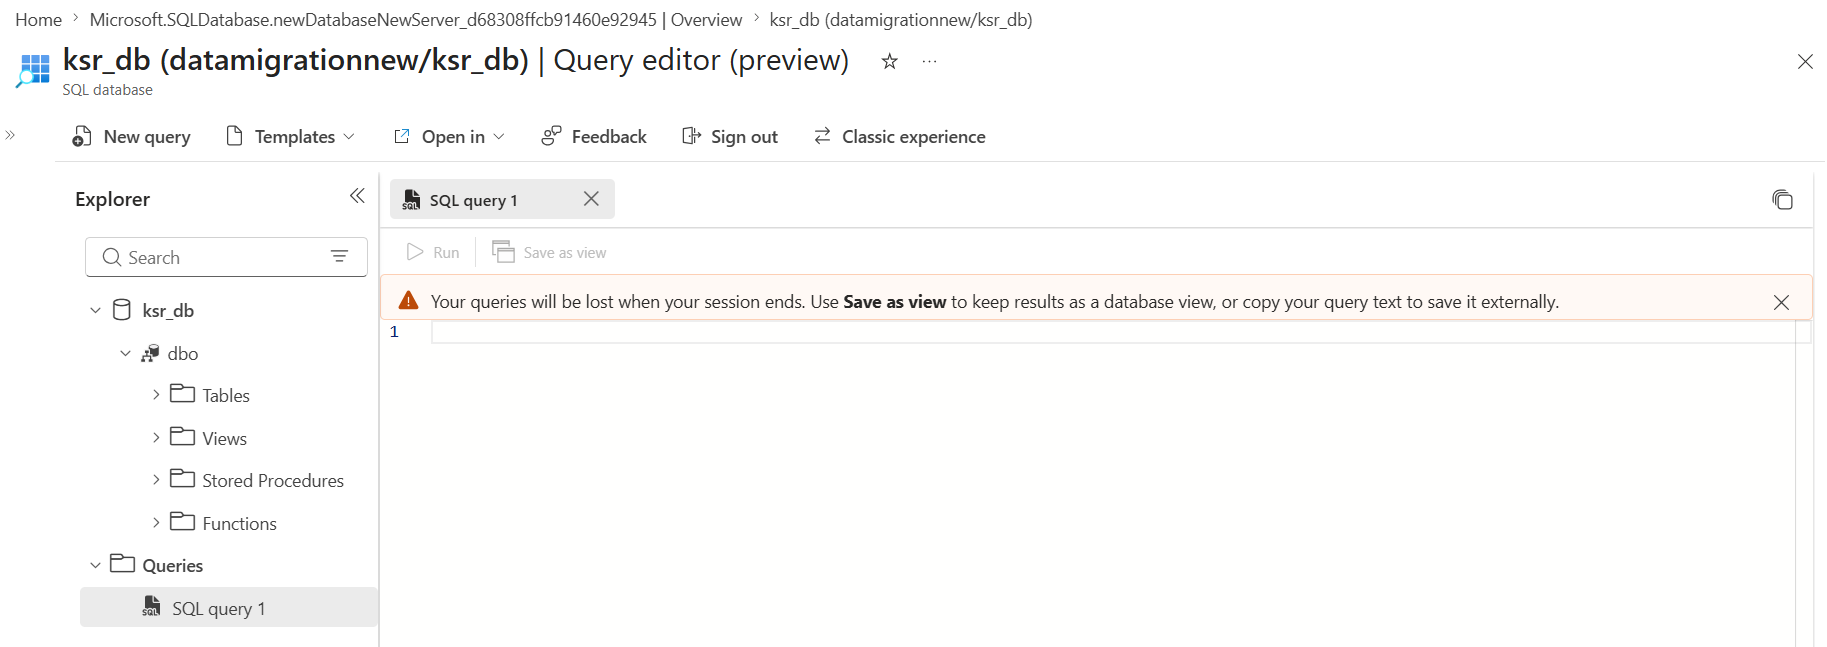 Home > Microsoft.SQLDatabase.newDatabaseNewServer_d68308ffcb91460e92945 | Overview > ksr_db (datamigrationnew/ksr_db)
ksr_db (datamigrationnew/ksr_db) | Query editor (preview)
SQL database
New query
Templates
Open in
Feedback
Sign out
Classic experience
Explorer
Search
ksr_db
dbo
Tables
Views
Stored Procedures
Functions
Queries
SQL query 1
SQL query 1
Run
Save as view
Your queries will be lost when your session ends. Use Save as view to keep results as a database view, or copy your query text to save it externally.
1